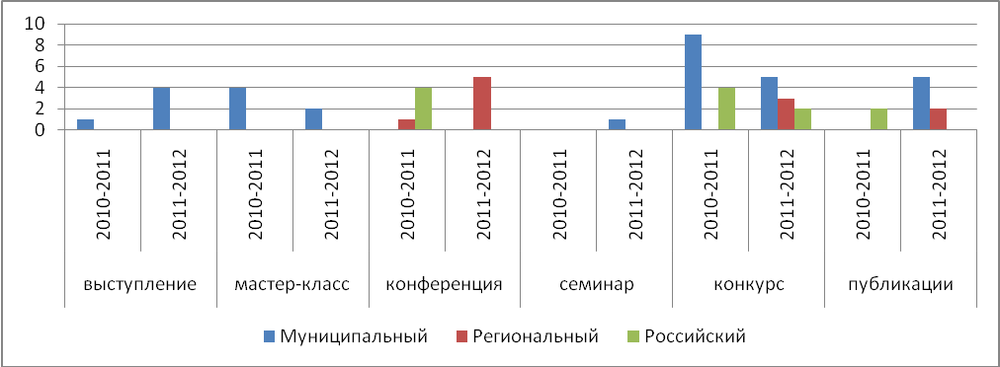 10
8
6
4
2
0
2010-2011 2011-2012 2010-2011 2011-2012 2010-2011 2011-2012 2010-2011 2011-2012 2010-2011 2011-2012 2010-2011 2011-2012
выступление мастер-класс конференция семинар конкурс публикации
Муниципальный Региональный Российский